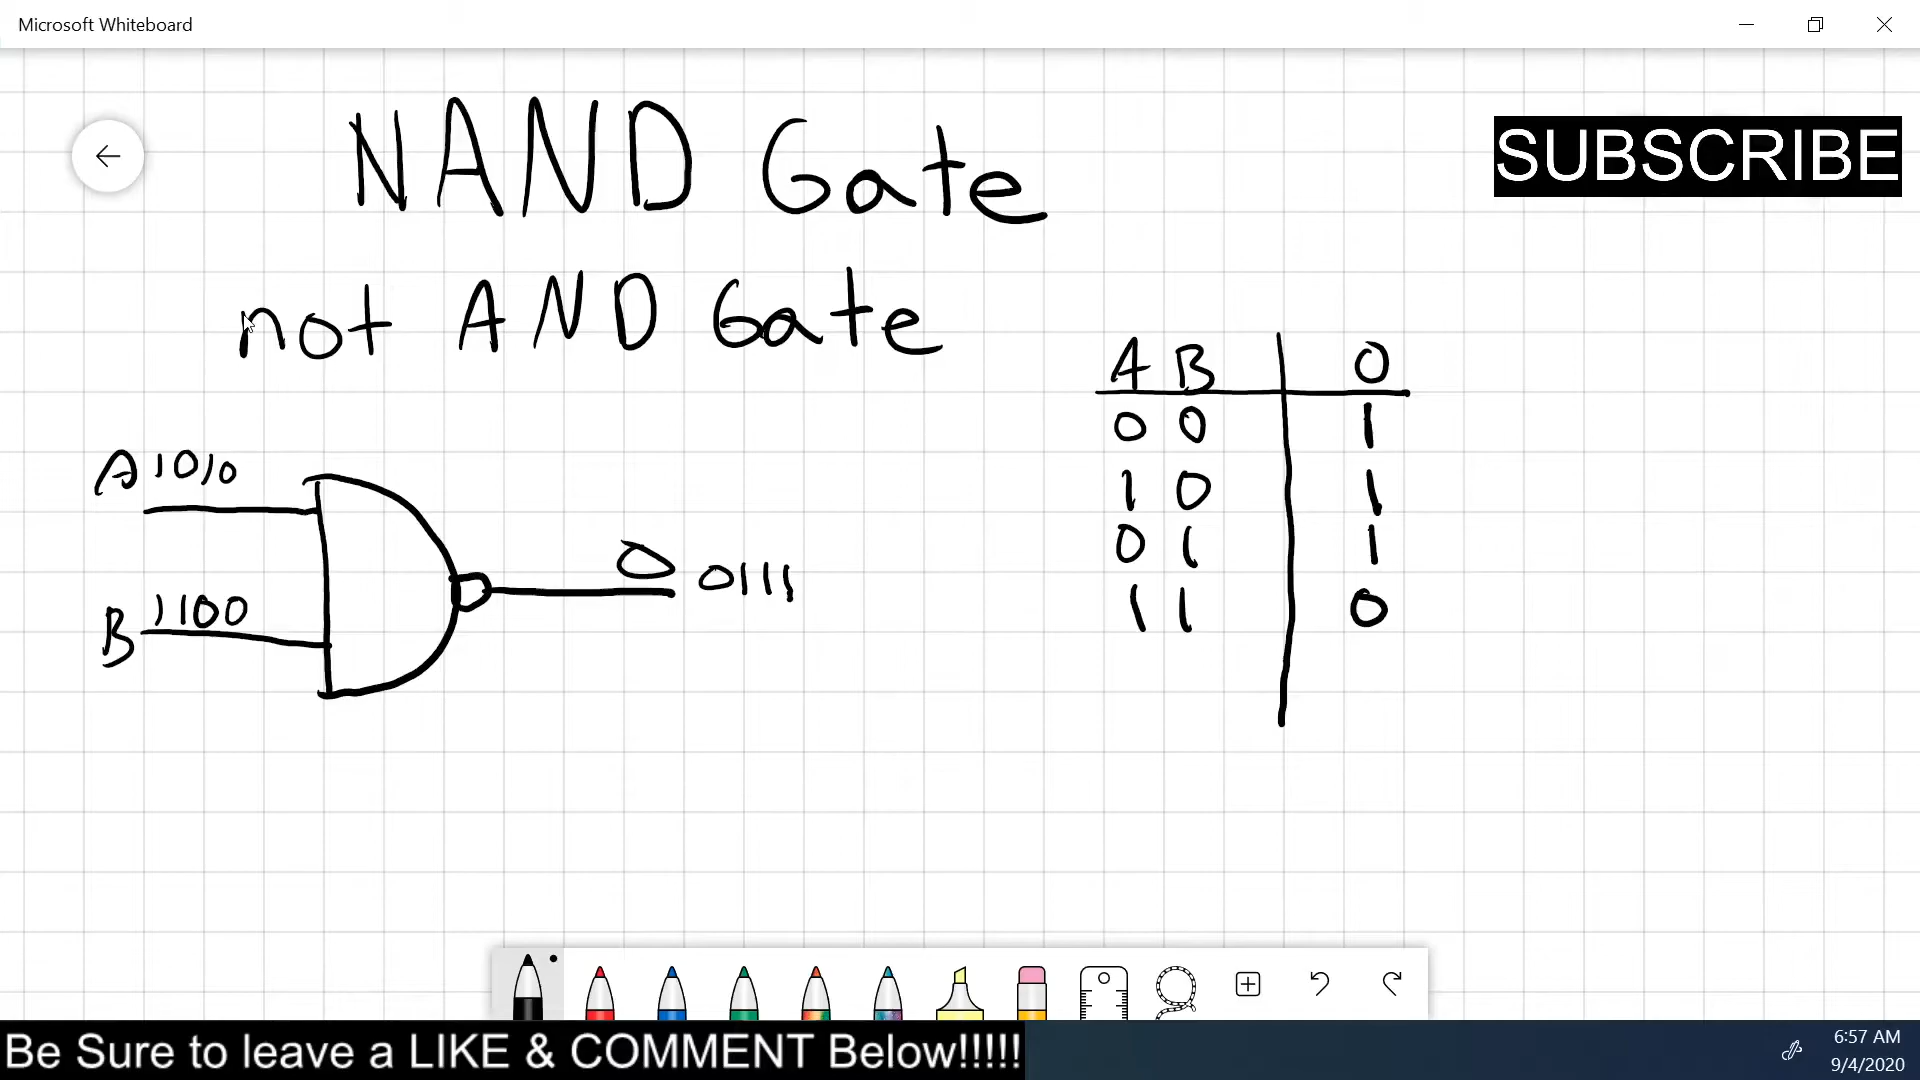 Microsoft Whiteboard
NAND Gate
SUBSCRIBE
not AND Gate
A 1010
B 1100
O 0111
A B O
0 0 1
1 0 1
0 1 1
1 1 0
Be Sure to leave a LIKE & COMMENT Below!!!!!
6:57 AM
9/4/2020